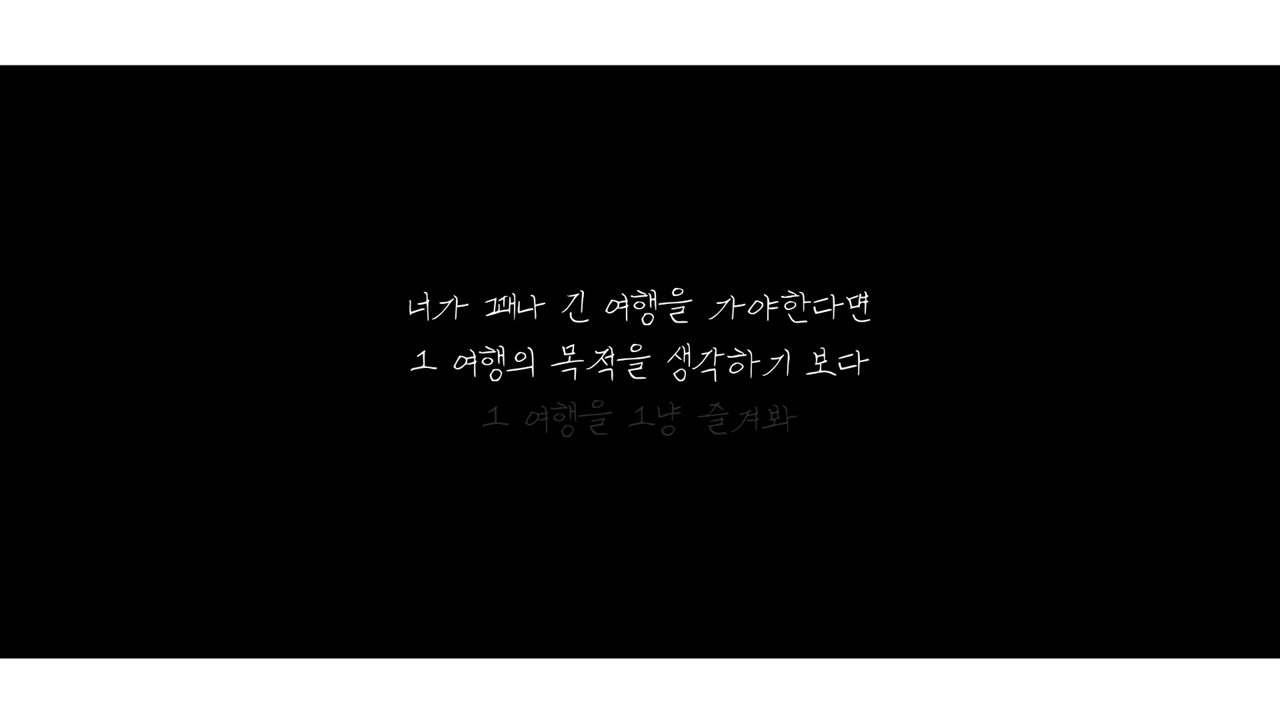 너가 꽤나 긴 여행을 가야한다면
그 여행의 목적을 생각하기 보다
그 여행을 그냥 즐겨봐